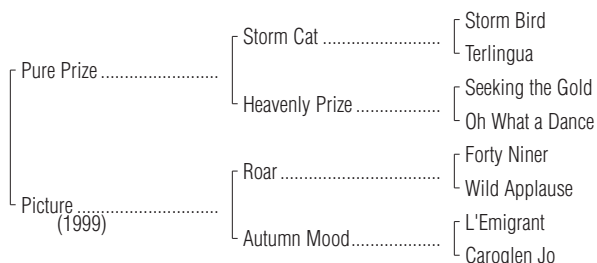 Storm Bird
Storm Cat ........................
Terlingua
Pure Prize ........................
Seeking the Gold
Heavenly Prize .................
Oh What a Dance
Forty Niner
Roar ................................
Wild Applause
Picture.............................
(1999)
L'Emigrant
Autumn Mood..................
Caroglen Jo